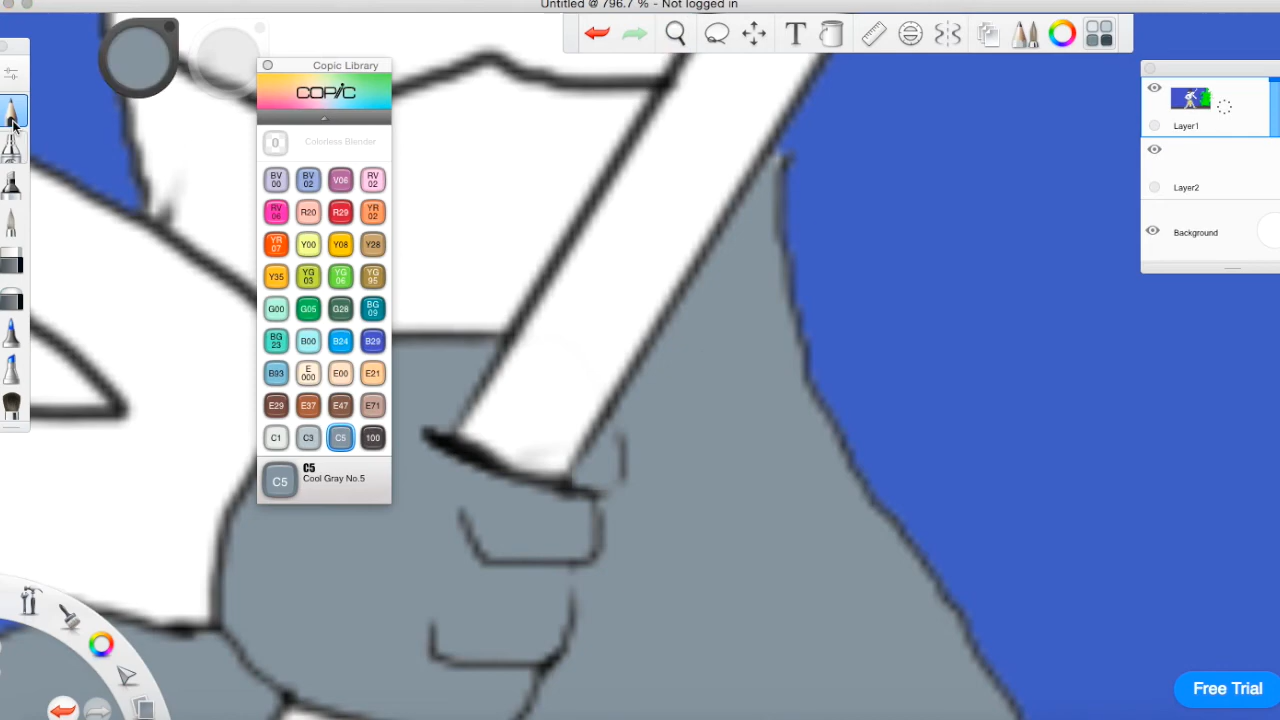 Untitled @ 796.7 % - Not logged in
T
Copic Library
COPIC
0 Colorless Blender
BV 00 BV 02 V06 RV 02
RV 06 R20 R29 YR 02
YR 07 Y00 Y08 Y28
Y35 YG 03 YG 06 YG 95
G00 G05 G28 BG 09
BG 23 B00 B24 B29
B93 E 000 E00 E21
E29 E37 E47 E71
C1 C3 C5 100
C5
C5
Cool Gray No.5
Layer1
Layer2
Background
Free Trial